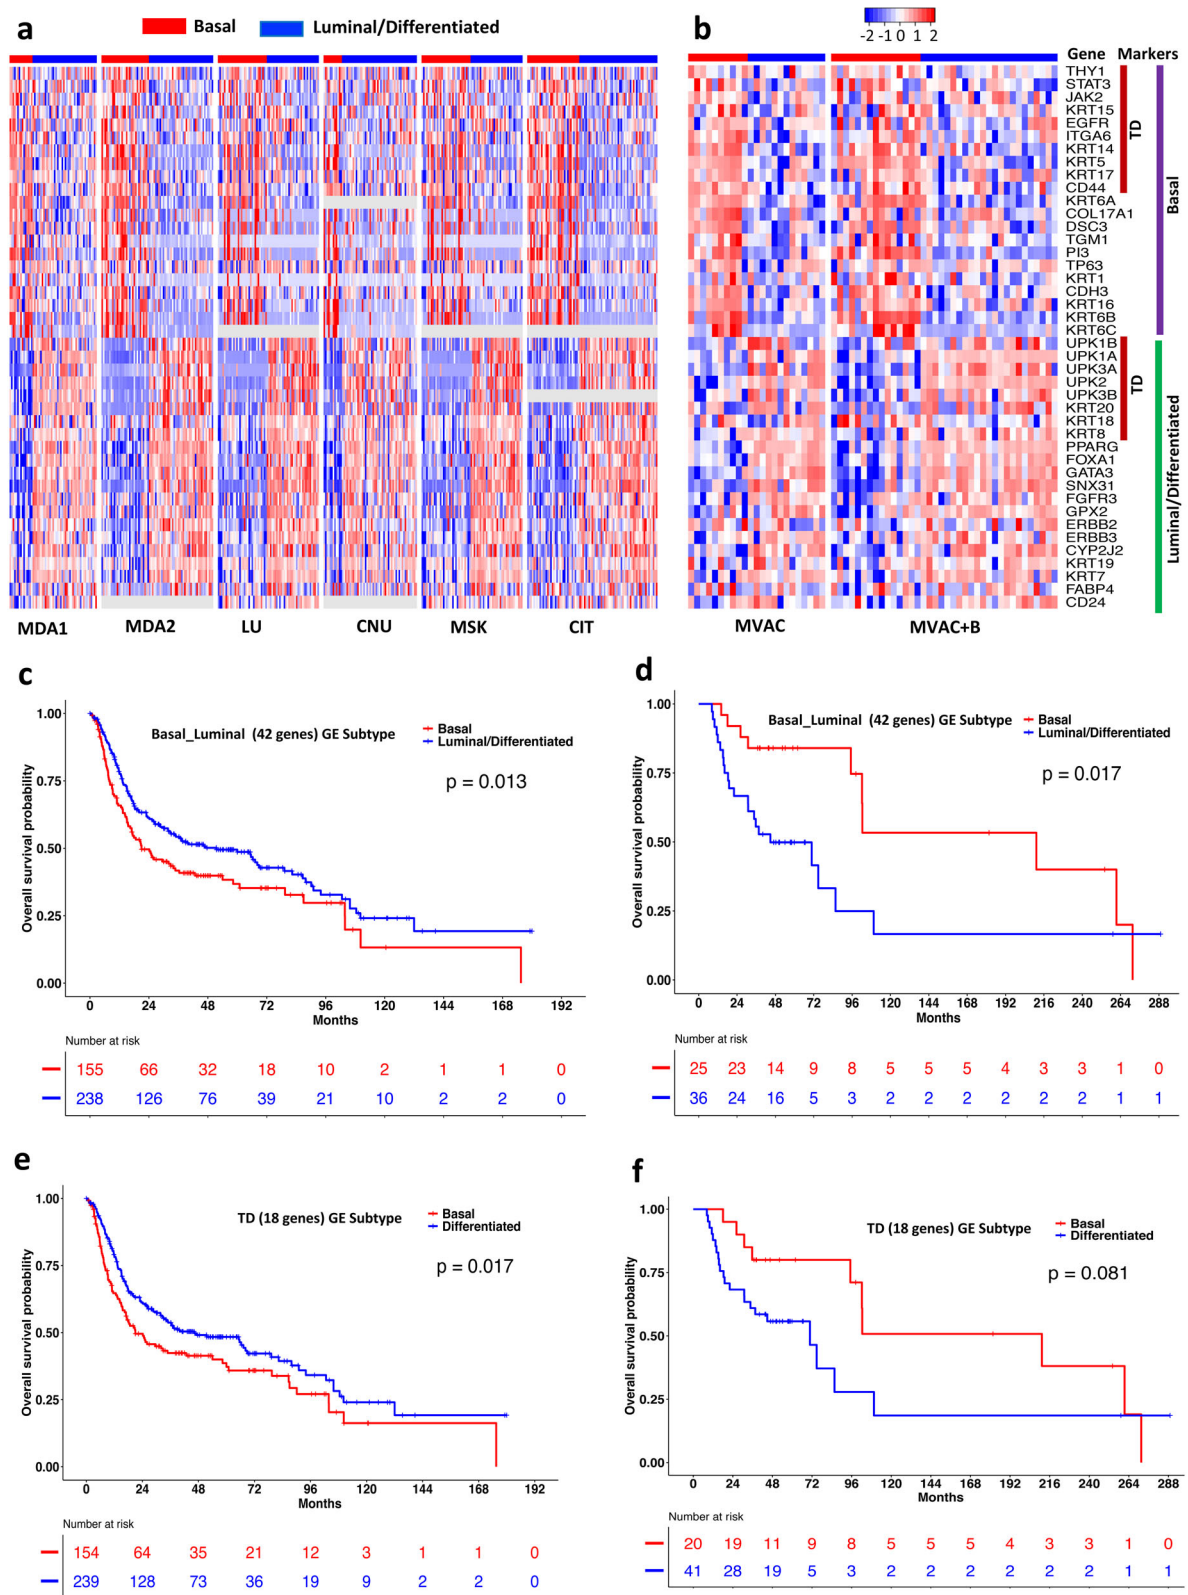 a
Basal
Luminal/Differentiated
MDA1 MDA2 LU CNU MSK CIT
b
-2 -1 0 1 2
Gene Markers
THY1
STAT3
JAK2
KRT15
EGFR
ITGA6
KRT14
KRT5
KRT17
CD44
KRT6A
COL17A1
DSC3
TGM1
PI3
TP63
KRT1
CDH3
KRT16
KRT6B
KRT6C
UPK1B
UPK1A
UPK3A
UPK2
UPK3B
KRT20
KRT18
KRT8
PPARG
FOXA1
GATA3
SNX31
FGFR3
GPX2
ERBB2
ERBB3
CYP2J2
KRT19
KRT7
FABP4
CD24
TD
Basal
TD
Luminal/Differentiated
MVAC MVAC+B
c
Basal_Luminal (42 genes) GE Subtype
Basal
Luminal/Differentiated
p = 0.013
Overall survival probability
1.00
0.75
0.50
0.25
0.00
0 24 48 72 96 120 144 168 192
Months
Number at risk
155 66 32 18 10 2 1 1 0
238 126 76 39 21 10 2 2 0
d
Basal_Luminal (42 genes) GE Subtype
Basal
Luminal/Differentiated
p = 0.017
Overall survival probability
1.00
0.75
0.50
0.25
0.00
0 24 48 72 96 120 144 168 192 216 240 264 288
Months
Number at risk
25 23 14 9 8 5 5 5 4 3 3 1 0
36 24 16 5 3 2 2 2 2 2 2 1 1
e
TD (18 genes) GE Subtype
Basal
Differentiated
p = 0.017
Overall survival probability
1.00
0.75
0.50
0.25
0.00
0 24 48 72 96 120 144 168 192
Months
Number at risk
154 64 35 21 12 3 1 1 0
239 128 73 36 19 9 2 2 0
f
TD (18 genes) GE Subtype
Basal
Differentiated
p = 0.081
Overall survival probability
1.00
0.75
0.50
0.25
0.00
0 24 48 72 96 120 144 168 192 216 240 264 288
Months
Number at risk
20 19 11 9 8 5 5 5 4 3 3 1 0
41 28 19 5 3 2 2 2 2 2 2 1 1